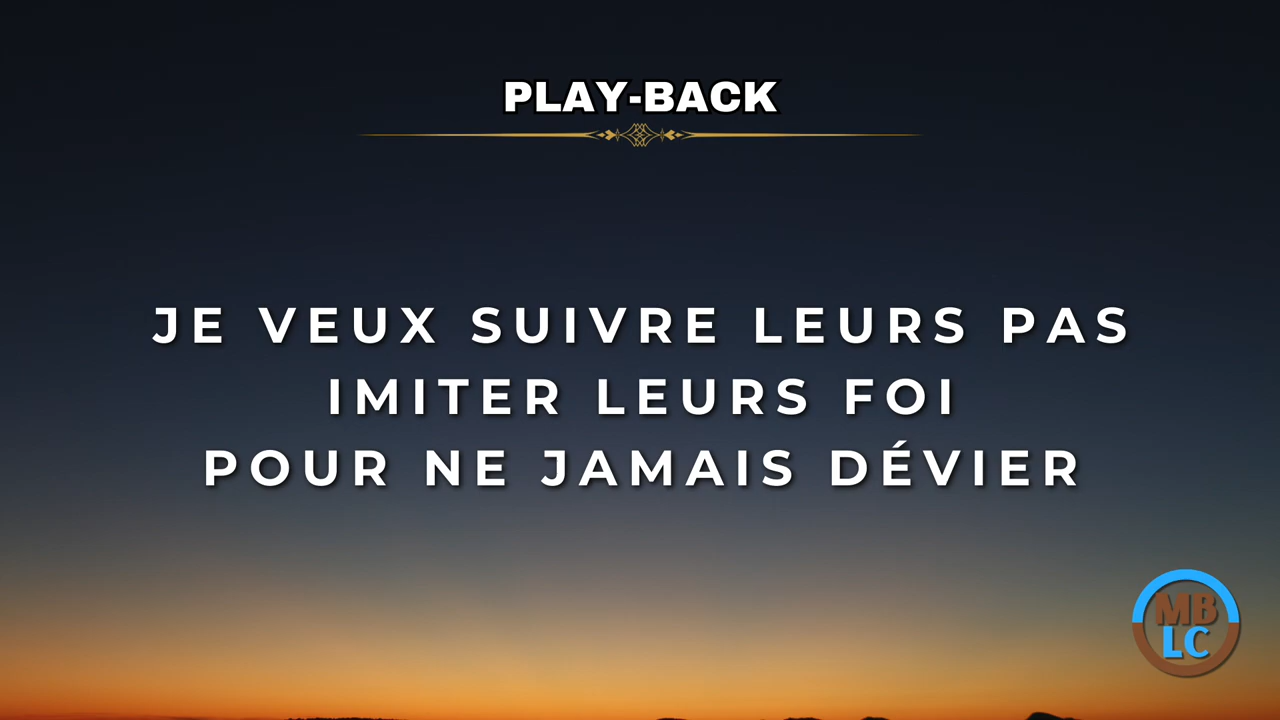 PLAY-BACK
JE VEUX SUIVRE LEURS PAS
IMITER LEURS FOI
POUR NE JAMAIS DÉVIER
MB
LC